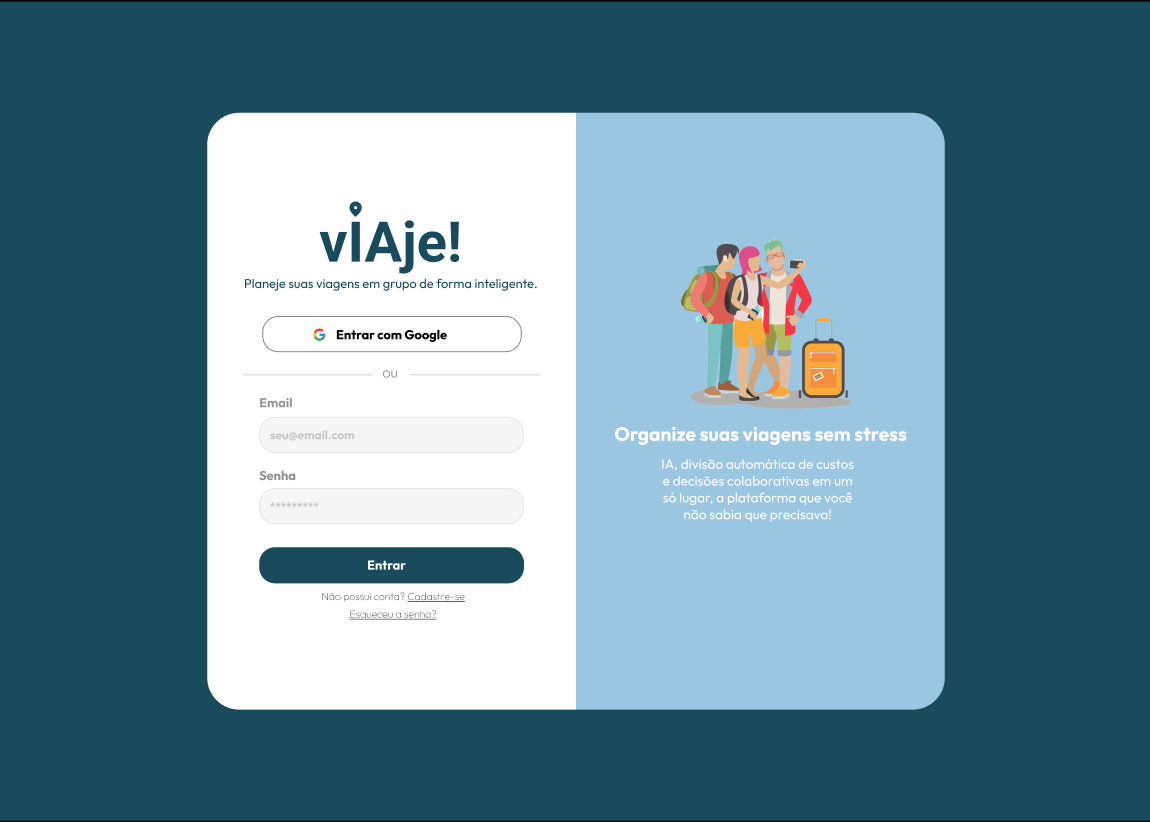 viAje!
Planeje suas viagens em grupo de forma inteligente.
Entrar com Google
OU
Email
seu@email.com
Senha
*********
Entrar
Não possui conta? Cadastre-se
Esqueceu a senha?
Organize suas viagens sem stress
IA, divisão automática de custos
e decisões colaborativas em um
só lugar, a plataforma que você
não sabia que precisava!